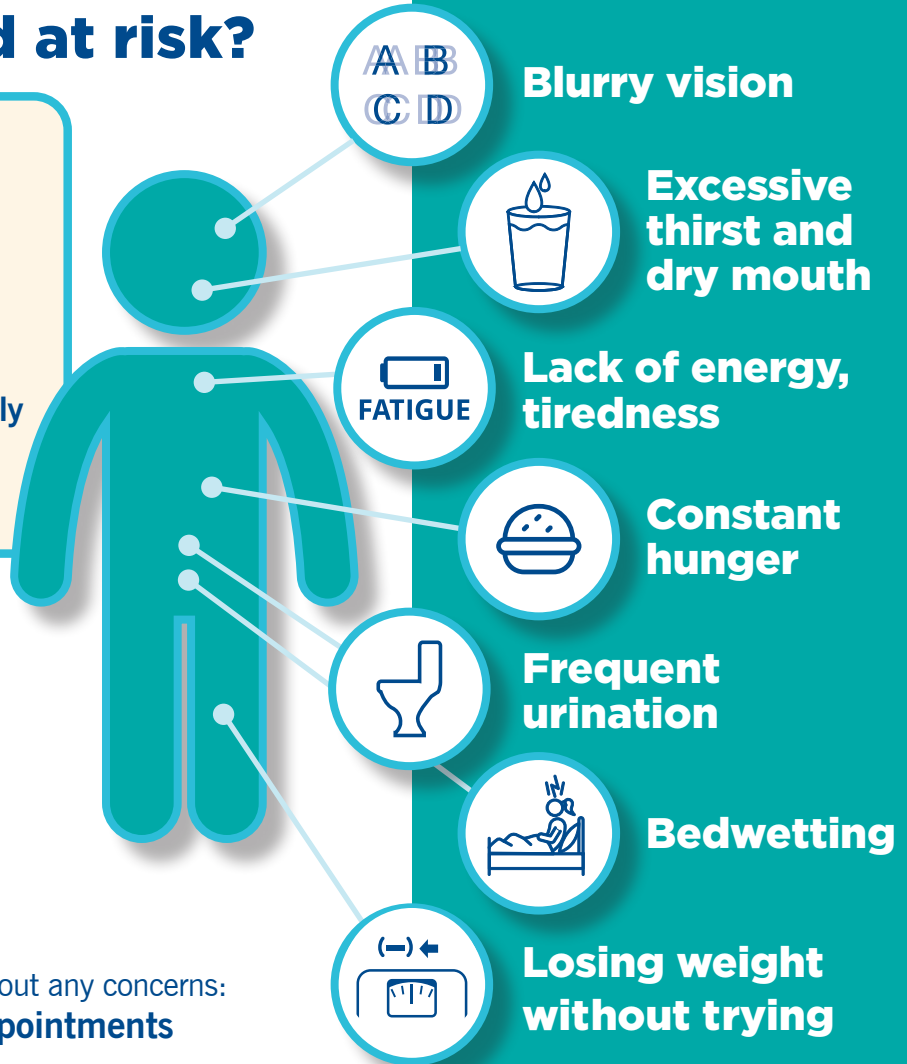 d at risk?
A B
C D
Blurry vision
Excessive
thirst and
dry mouth
FATIGUE
Lack of energy,
tiredness
ly
Constant
hunger
Frequent
urination
Bedwetting
(–)
Losing weight
without trying
out any concerns:
pointments